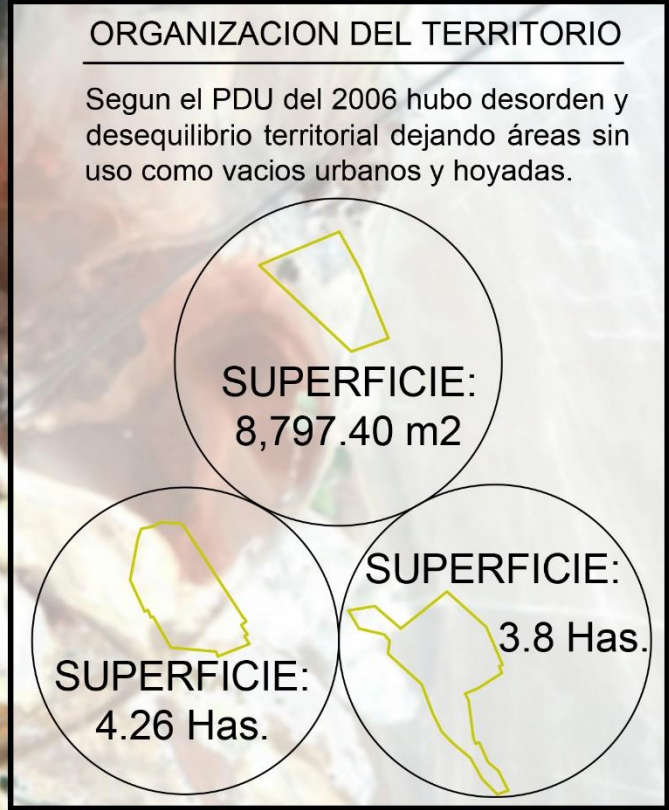 ORGANIZACION DEL TERRITORIO
Segun el PDU del 2006 hubo desorden y
desequilibrio territorial dejando áreas sin
uso como vacios urbanos y hoyadas.
SUPERFICIE:
8,797.40 m2
SUPERFICIE:
4.26 Has.
SUPERFICIE:
3.8 Has.